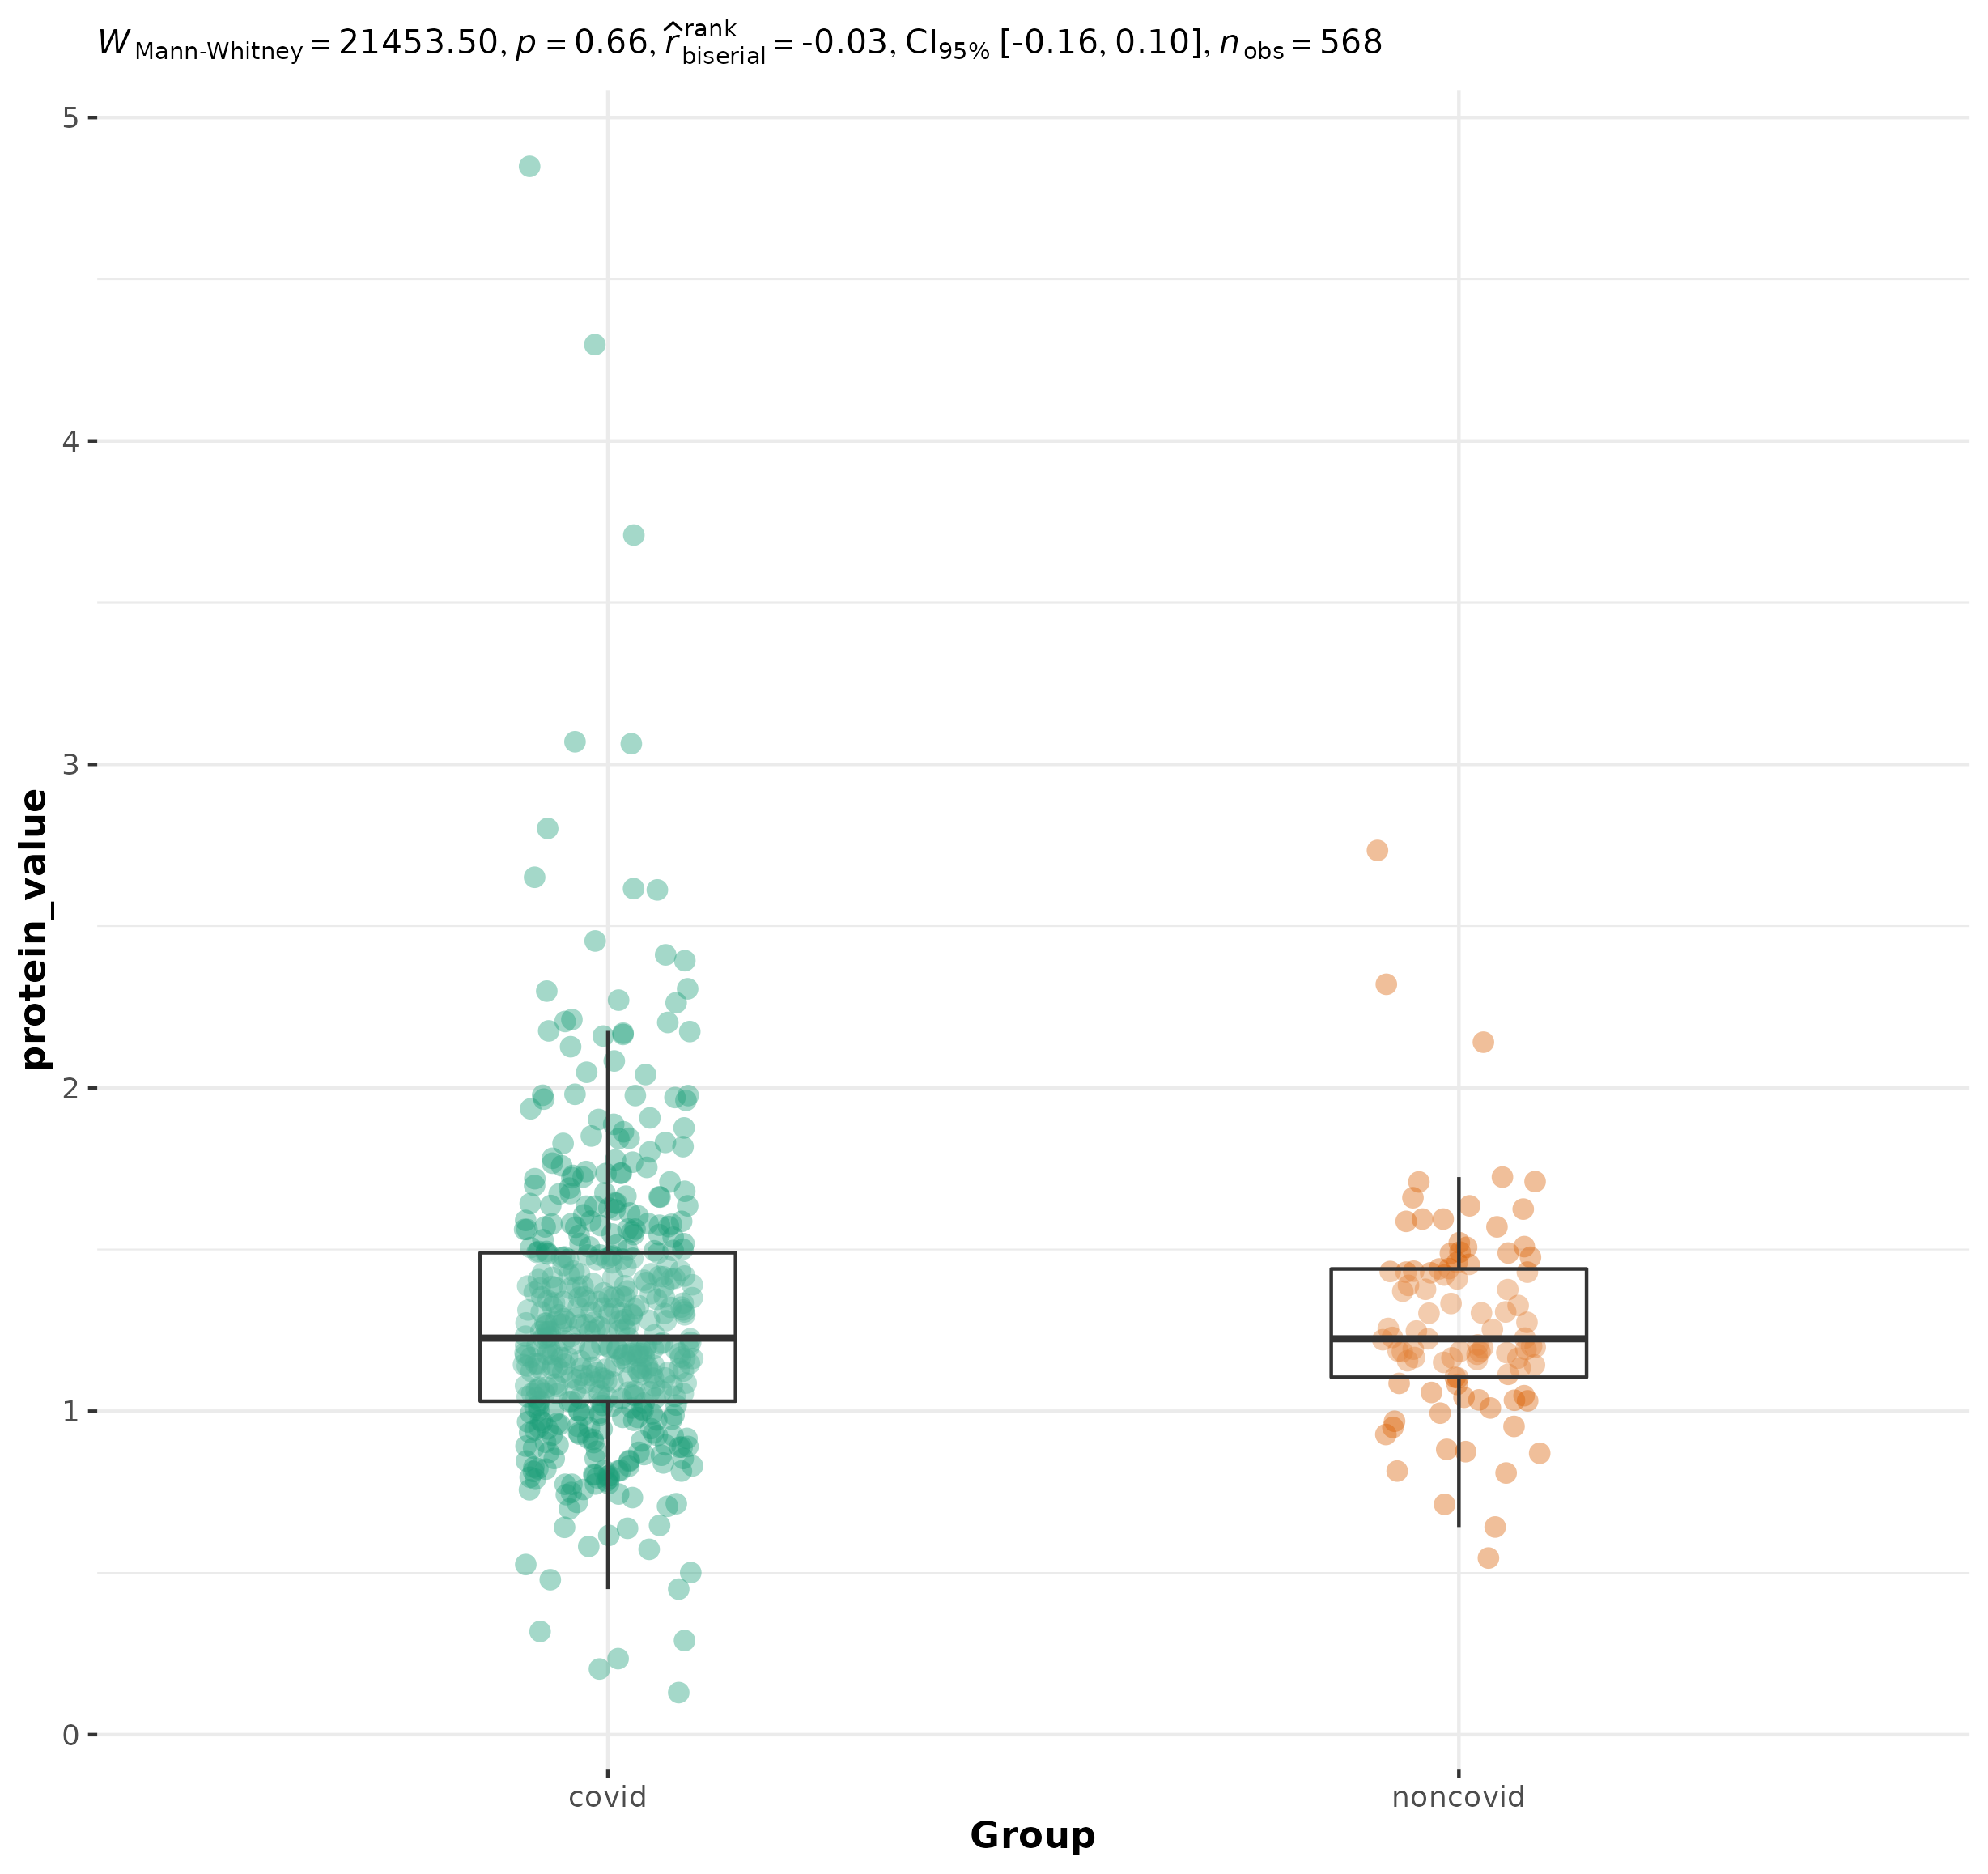 W Mann-Whitney = 21453.50, p = 0.66, r̂ rank biserial = -0.03, CI95% [-0.16, 0.10], n obs = 568
5
4
3
2
1
0
protein_value
covid noncovid
Group